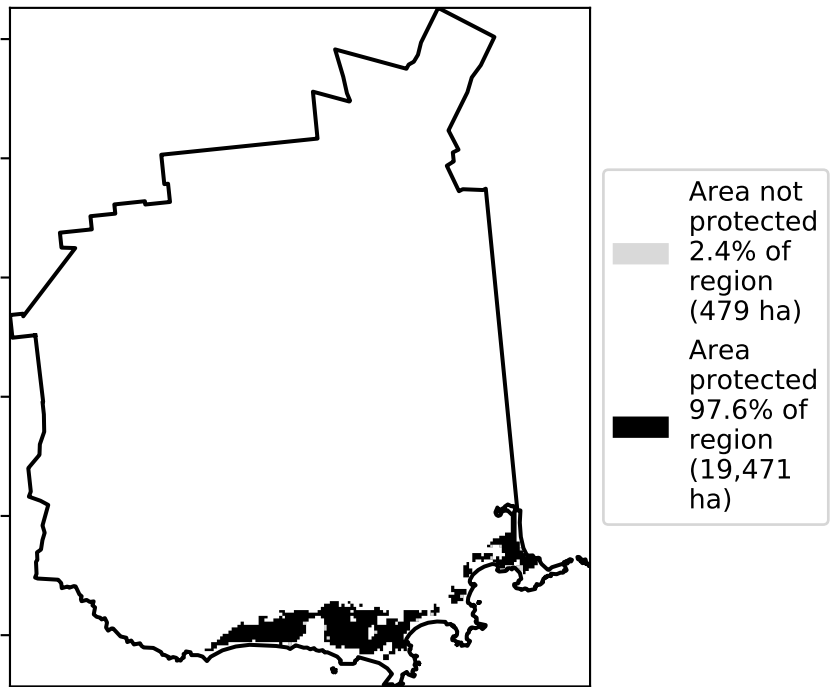 Area not
protected
2.4% of
region
(479 ha)
Area
protected
97.6% of
region
(19,471
ha)